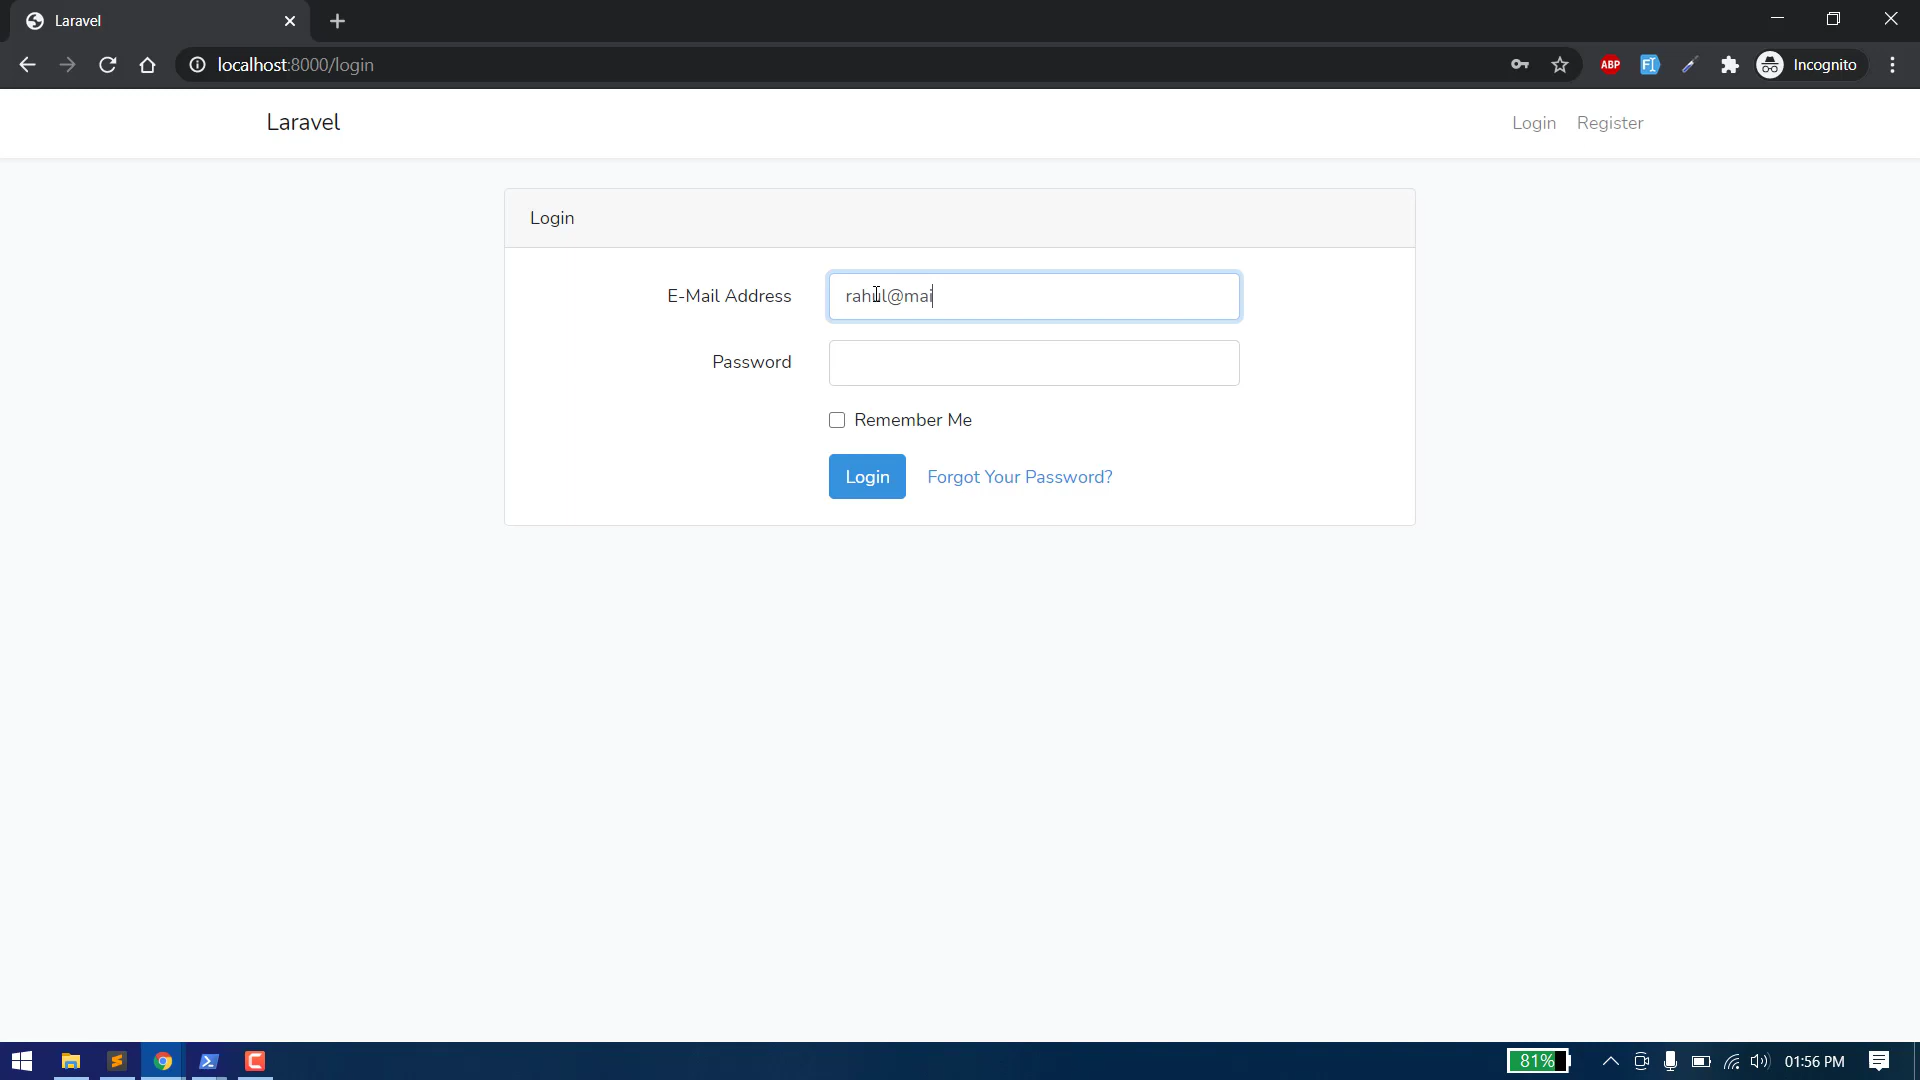 Laravel
localhost:8000/login
ABP
Incognito
Laravel
Login Register
Login
E-Mail Address rahul@mai
Password
Remember Me
Login Forgot Your Password?
81% 01:56 PM